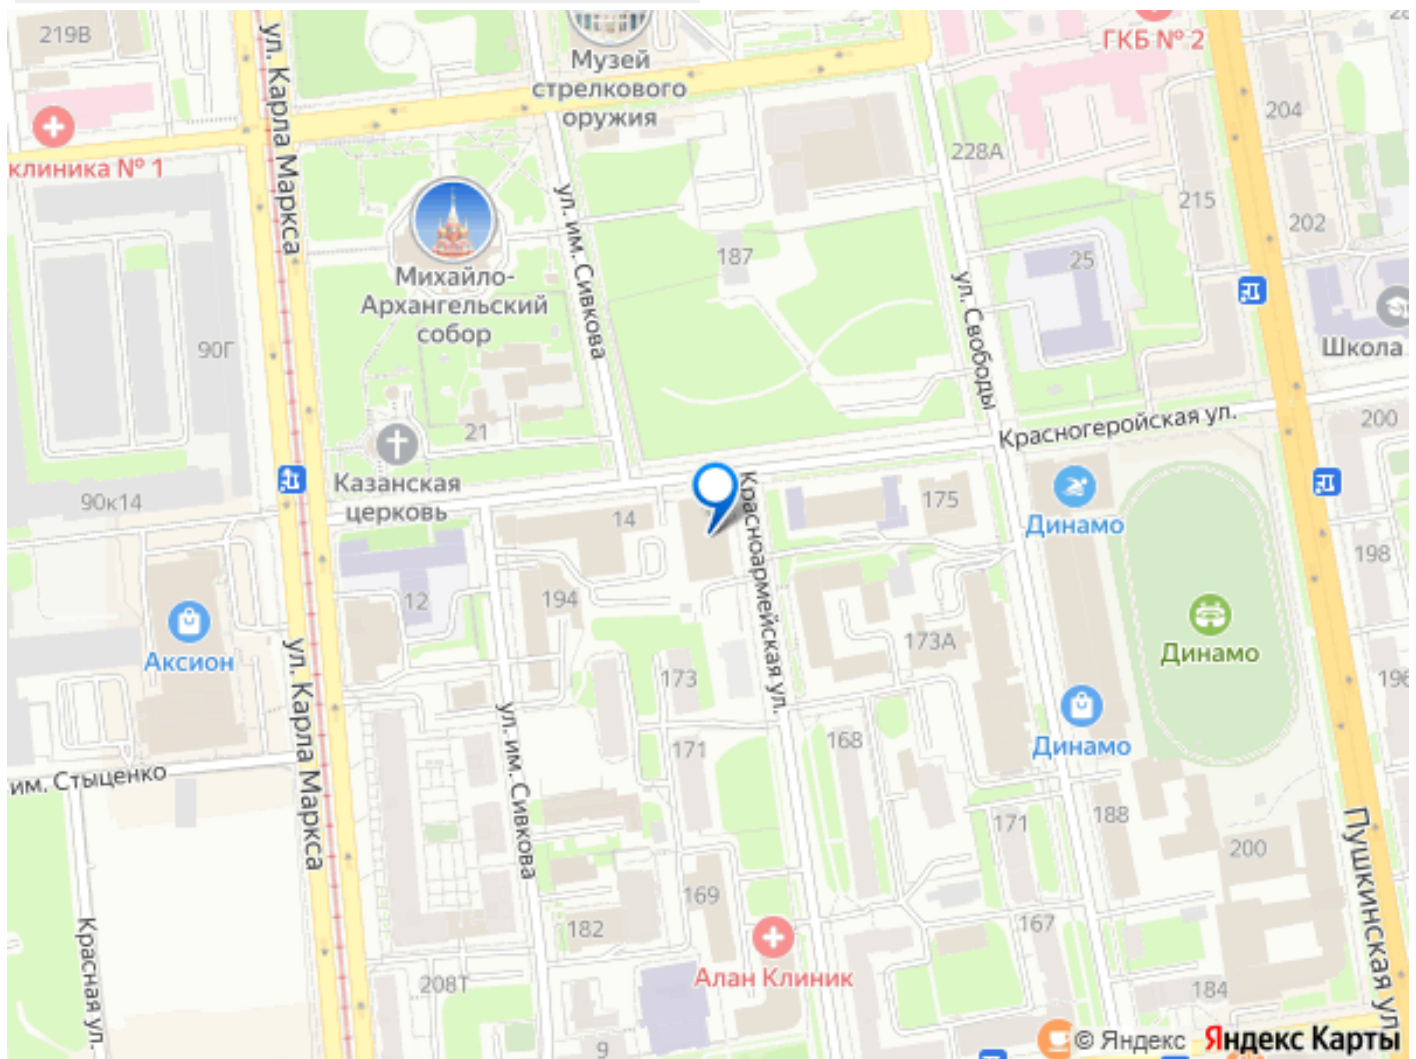 219В
ул. Карла Маркса
Музей
стрелкового
оружия
ГКБ № 2
204
клиника № 1
228А
215
202
ул. им. Сивкова
187
25
ул. Свободы
Михайло-
Архангельский
собор
90Г
Школа
21
Красногеройская ул.
200
Казанская
церковь
90к14
14
Красноармейская ул.
175
Динамо
198
12
194
173А
Динамо
Аксион
ул. Карла Маркса
173
196
ул. им. Сивкова
171
168
Динамо
им. Стыценко
171
188
200
Пушкинская ул.
169
182
167
Красная ул.
Алан Клиник
208Т
184
9
© Яндекс Яндекс Карты